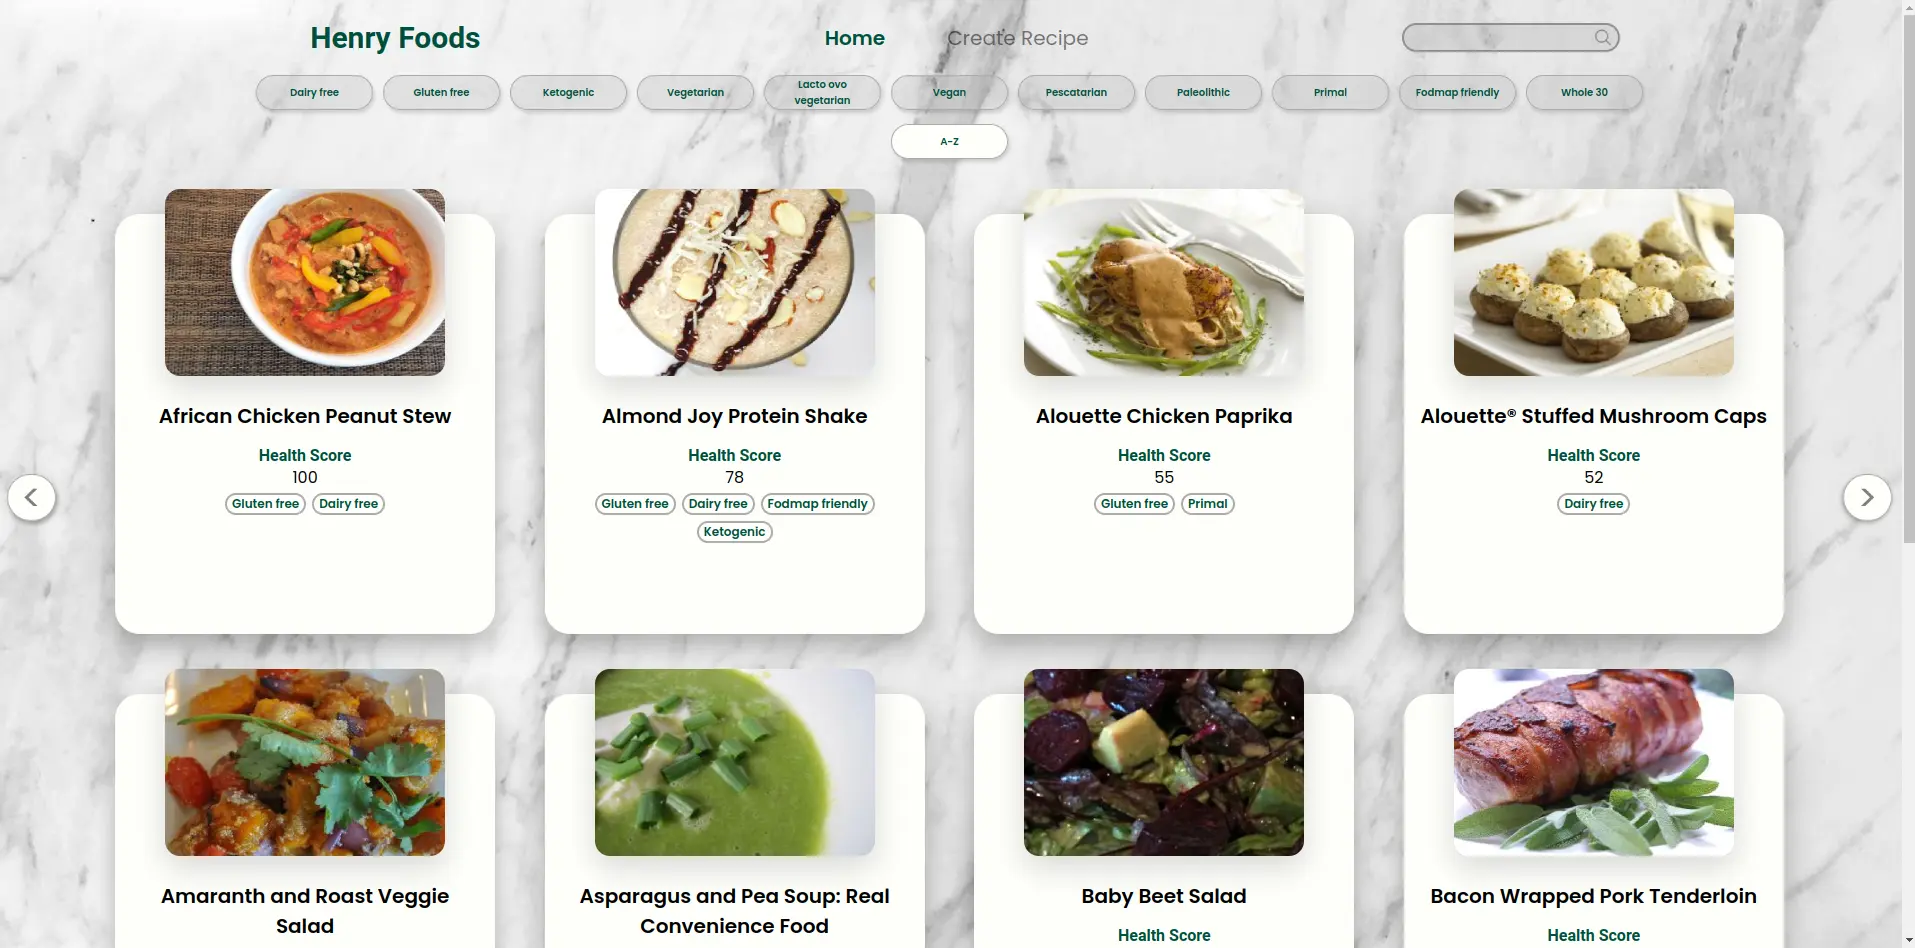 Henry Foods
Home
Create Recipe
Dairy free
Gluten free
Ketogenic
Vegetarian
Lacto ovo
vegetarian
Vegan
Pescatarian
Paleolithic
Primal
Fodmap friendly
Whole 30
A-Z
African Chicken Peanut Stew
Health Score
100
Gluten free
Dairy free
Almond Joy Protein Shake
Health Score
78
Gluten free
Dairy free
Fodmap friendly
Ketogenic
Alouette Chicken Paprika
Health Score
55
Gluten free
Primal
Alouette® Stuffed Mushroom Caps
Health Score
52
Dairy free
Amaranth and Roast Veggie
Salad
Asparagus and Pea Soup: Real
Convenience Food
Baby Beet Salad
Health Score
Bacon Wrapped Pork Tenderloin
Health Score